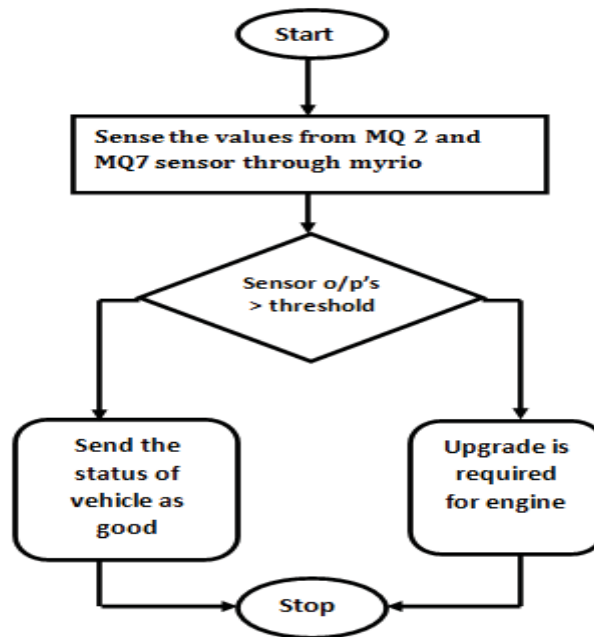 Start
Sense the values from MQ 2 and
MQ7 sensor through myrio
Sensor o/p's
> threshold
Send the
status of
vehicle as
good
Upgrade is
required
for engine
Stop